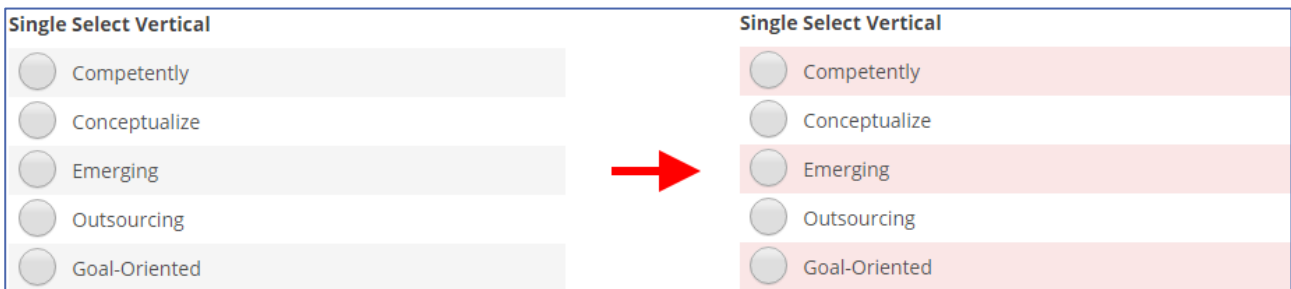 Single Select Vertical
Competently
Conceptualize
Emerging
Outsourcing
Goal-Oriented
Single Select Vertical
Competently
Conceptualize
Emerging
Outsourcing
Goal-Oriented